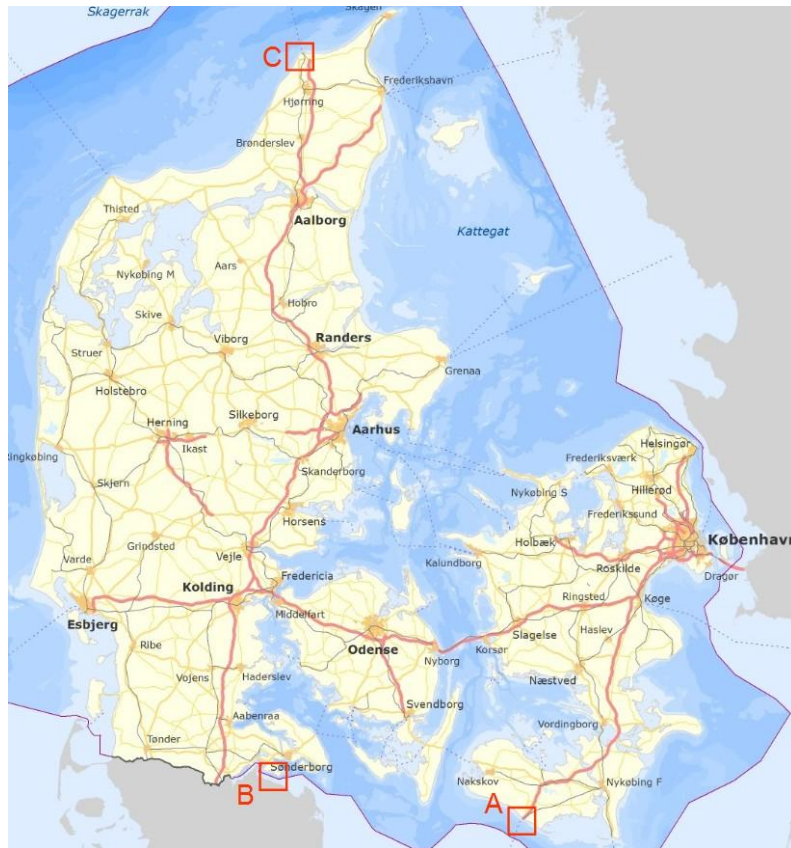 Skagerrak
Skagen
C
Frederikshavn
Hjørring
Brønderslev
Thisted
Aalborg
Kattegat
Aars
Nykøbing M
Hobro
Skive
Struer
Viborg
Randers
Grenaa
Holstebro
Silkeborg
Herning
Aarhus
Ikast
Helsingør
Ringkøbing
Frederiksværk
Skanderborg
Hillerød
Skjern
Nykøbing S
Frederikssund
Horsens
Grindsted
Holbæk
København
Vejle
Varde
Kalundborg
Roskilde
Dragør
Fredericia
Kolding
Ringsted
Køge
Middelfart
Esbjerg
Slagelse
Haslev
Ribe
Odense
Korsør
Nyborg
Vojens
Haderslev
Næstved
Svendborg
Aabenraa
Vordingborg
Tønder
Sønderborg
B
Nakskov
Nykøbing F
A